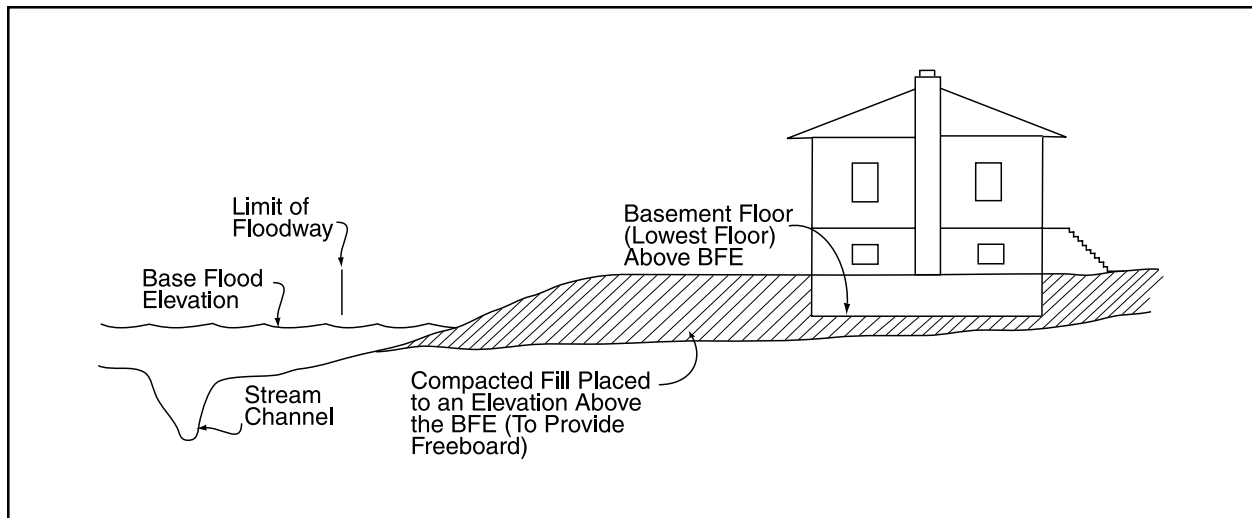 Limit of
Floodway
Base Flood
Elevation
Basement Floor
(Lowest Floor)
Above BFE
Stream
Channel
Compacted Fill Placed
to an Elevation Above
the BFE (To Provide
Freeboard)